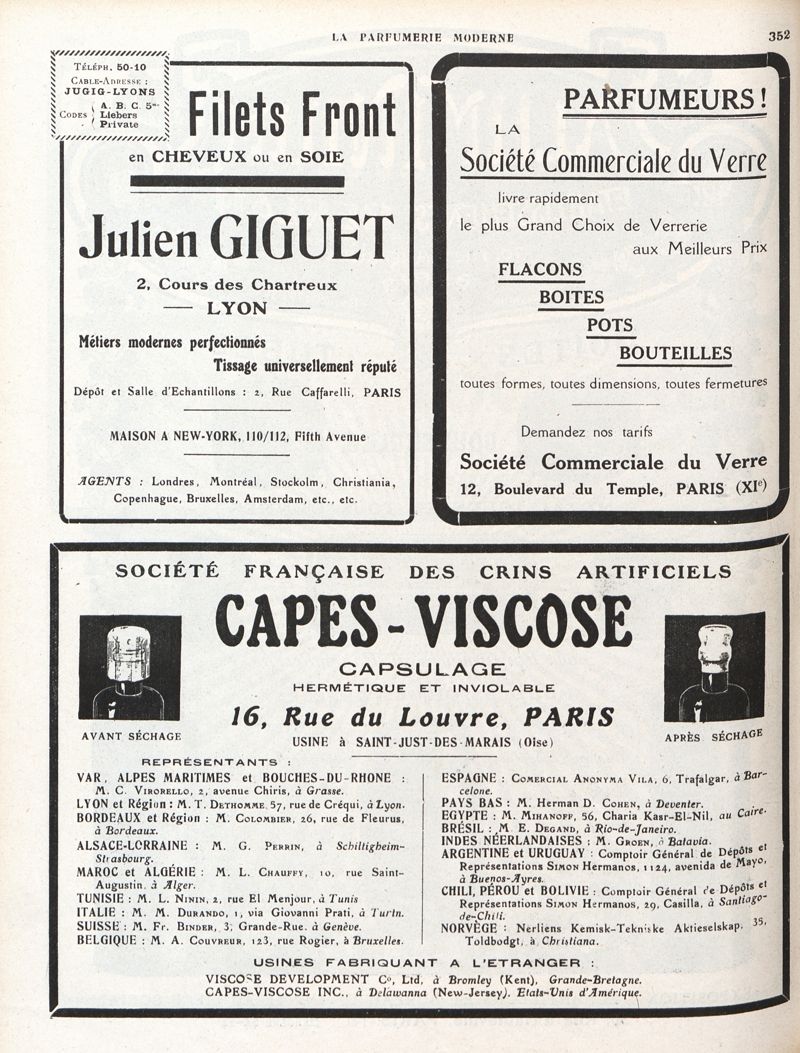 LA PARFUMERIE MODERNE
352
TÉLÉPH. 50-10
CABLE-ADRESSE :
JUGIG-LYONS
CODES A. B. C. 5me
Liebers
Private
Filets Front
en CHEVEUX ou en SOIE
Julien GIGUET
2, Cours des Chartreux
— LYON —
Métiers modernes perfectionnés
Tissage universellement réputé
Dépôt et Salle d'Echantillons : 2, Rue Caffarelli, PARIS
MAISON A NEW-YORK, 110/112, Fifth Avenue
AGENTS : Londres, Montréal, Stockolm, Christiania,
Copenhague, Bruxelles, Amsterdam, etc., etc.
PARFUMEURS !
LA
Société Commerciale du Verre
livre rapidement
le plus Grand Choix de Verrerie
aux Meilleurs Prix
FLACONS
BOITES
POTS
BOUTEILLES
toutes formes, toutes dimensions, toutes fermetures
Demandez nos tarifs
Société Commerciale du Verre
12, Boulevard du Temple, PARIS (XIe)
SOCIÉTÉ FRANÇAISE DES CRINS ARTIFICIELS
CAPES-VISCOSE
CAPSULAGE
HERMÉTIQUE ET INVIOLABLE
16, Rue du Louvre, PARIS
USINE à SAINT-JUST-DES-MARAIS (Oise)
AVANT SÉCHAGE
APRÈS SÉCHAGE
REPRÉSENTANTS :
VAR, ALPES MARITIMES et BOUCHES-DU-RHONE :
M. C. VIRORELLO, 2, avenue Chiris, à Grasse.
LYON et Région : M. T. DETHOMME, 57, rue de Créqui, à Lyon.
BORDEAUX et Région : M. COLOMBIER, 26, rue de Fleurus,
à Bordeaux.
ALSACE-LORRAINE : M. G. PERRIN, à Schiltigheim-
Strasbourg.
MAROC et ALGÉRIE : M. L. CHAUFFY, 10, rue Saint-
Augustin. à Alger.
TUNISIE : M. L. NININ, 2, rue El Menjour, à Tunis
ITALIE : M. M. DURANDO, 1, via Giovanni Prati, à Turin.
SUISSE : M. Fr. BINDER, 3, Grande-Rue. à Genève.
BELGIQUE : M. A. COUVREUR, 123, rue Rogier, à Bruxelles.
ESPAGNE : COMERCIAL ANONYMA VILA, 6, Trafalgar, à Bar-
celone.
PAYS BAS : M. Herman D. COHEN, à Deventer.
EGYPTE : M. MIHANOFF, 56, Charia Kasr-El-Nil, au Caire.
BRÉSIL : M. E. DEGAND, à Rio-de-Janeiro.
INDES NÉERLANDAISES : M. GROEN, à Batavia.
ARGENTINE et URUGUAY : Comptoir Général de Dépôts et
Représentations SIMON HERMANOS, 1124, avenida de Mayo,
à Buenos-Ayres.
CHILI, PÉROU et BOLIVIE : Comptoir Général de Dépôts et
Représentations SIMON HERMANOS, 29, Casilla, à Santiago-
de-Chili.
NORVÈGE : Nerliens Kemisk-Tekniske Aktieselskap, 35,
Toldbodgt, à Christiana.
USINES FABRIQUANT A L'ETRANGER :
VISCOSE DEVELOPMENT Co, Ltd, à Bromley (Kent), Grande-Bretagne.
CAPES-VISCOSE INC., à Delawanna (New-Jersey). Etats-Unis d'Amérique.